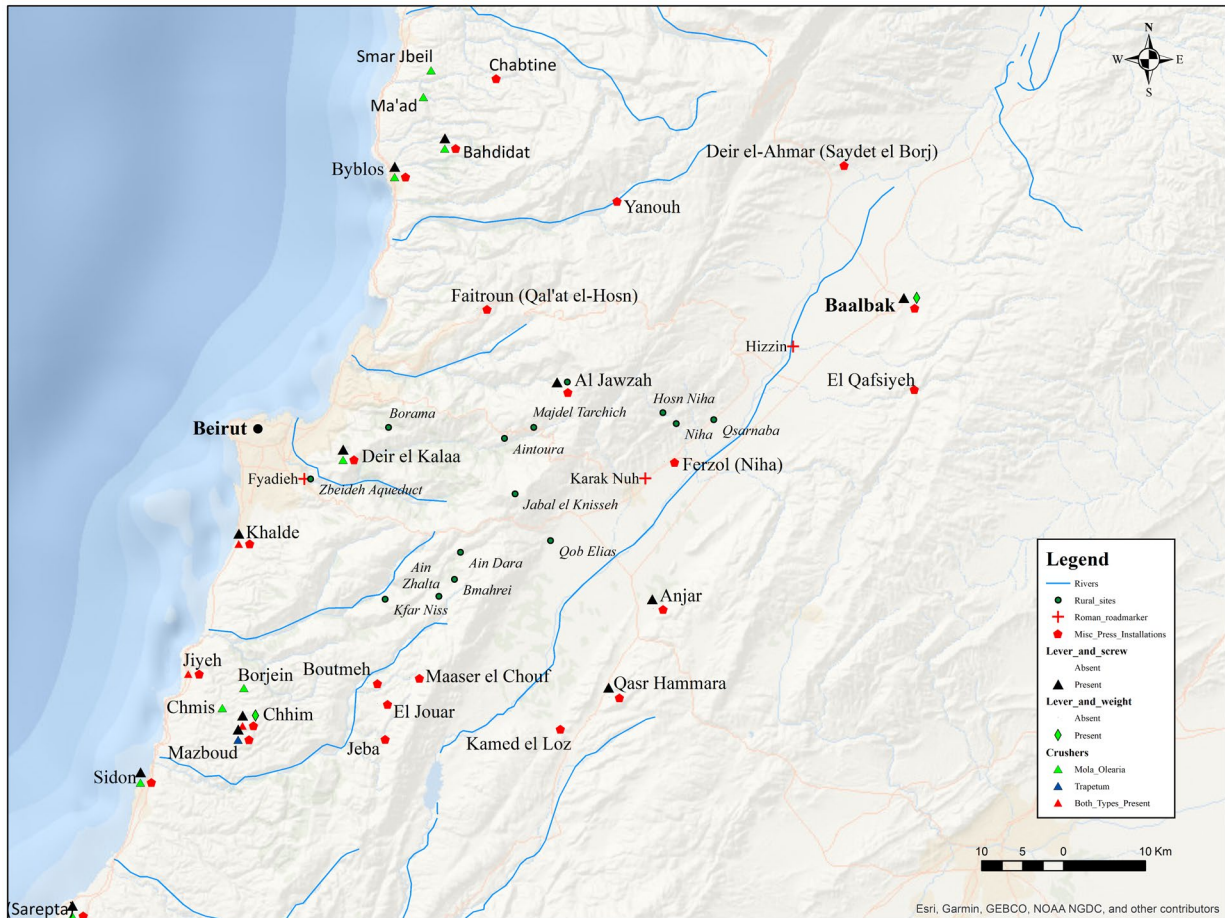 Smar Jbeil
Chabtine
N
W
E
S
Ma'ad
Bahdidat
Deir el-Ahmar (Saydet el Borj)
Byblos
Yanouh
Faitroun (Qal'at el-Hosn)
Baalbak
Hizzin
Al Jawzah
El Qafsiyeh
Hosn Niha
Borama
Majdel Tarchich
Beirut
Niha
Qsarnaba
Aintoura
Deir el Kalaa
Ferzol (Niha)
Fyadieh
Zbeideh Aqueduct
Karak Nuh
Jabal el Knisseh
Khalde
Qob Elias
Ain Dara
Ain
Zhalta
Bmahrei
Kfar Niss
Anjar
Jiyeh
Borjein
Boutmeh
Maaser el Chouf
Qasr Hammara
Chmis
Chhim
El Jouar
Mazboud
Jeba
Kamed el Loz
Sidon
(Sarepta)
Legend
Rivers
Rural_sites
Roman_roadmarker
Misc_Press_Installations
Lever_and_screw
Absent
Present
Lever_and_weight
Absent
Present
Crushers
Mola_Olearia
Trapetum
Both_Types_Present
10 5 0 10 Km
Esri, Garmin, GEBCO, NOAA NGDC, and other contributors